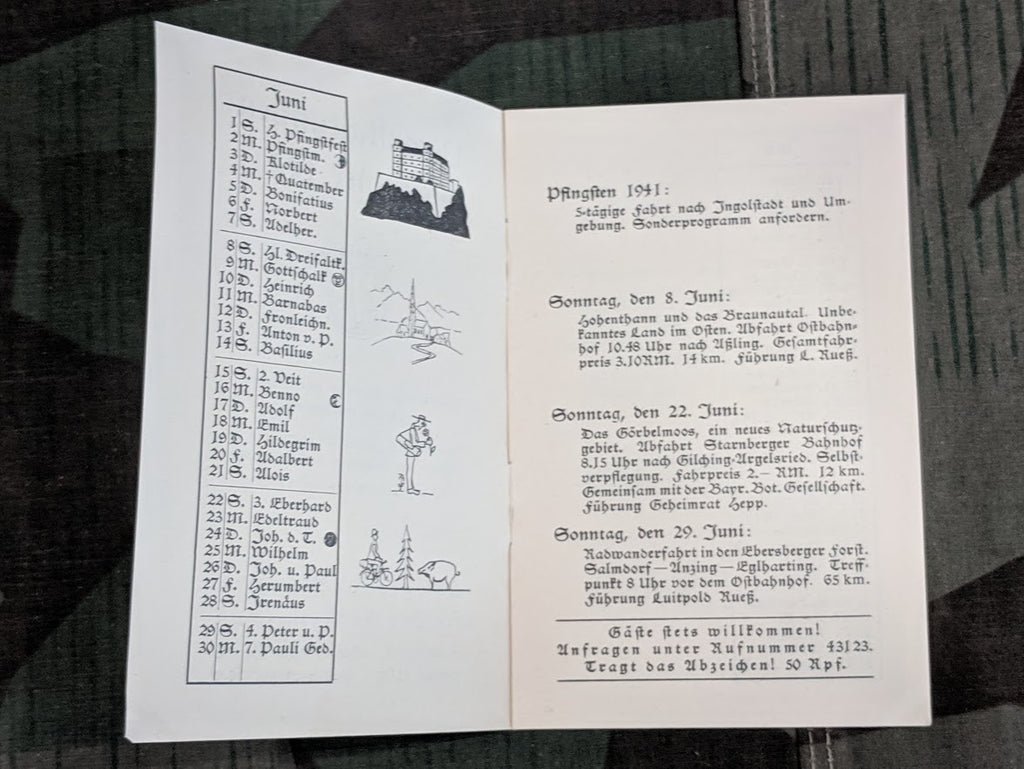 Juni
1 S. H. Pfingstfest
2 M. Pfingstm.
3 D. Klotilde
4 M. †Quatember
5 D. Bonifatius
6 F. Norbert
7 S. Adelher.
8 S. Hl. Dreifaltk.
9 M. Gottschalk
10 D. Heinrich
11 M. Barnabas
12 D. Fronleichn.
13 F. Anton v. P.
14 S. Basilius
15 S. 2. Veit
16 M. Benno
17 D. Adolf
18 M. Emil
19 D. Hildegrim
20 F. Adalbert
21 S. Alois
22 S. 3. Eberhard
23 M. Edeltraud
24 D. Joh. d. T.
25 M. Wilhelm
26 D. Joh. u. Paul
27 F. Herumbert
28 S. Irenäus
29 S. 4. Peter u. P.
30 M. 7. Pauli Ged.
Pfingsten 1941:
5-tägige Fahrt nach Ingolstadt und Um-
gebung. Sonderprogramm anfordern.
Sonntag, den 8. Juni:
Hohenthann und das Braunautal. Unbe-
kanntes Land im Osten. Abfahrt Ostbahn-
hof 10.48 Uhr nach Aßling. Gesamtfahr-
preis 3.10RM. 14 km. Führung L. Rueß.
Sonntag, den 22. Juni:
Das Görbelmoos, ein neues Naturschutz-
gebiet. Abfahrt Starnberger Bahnhof
8.15 Uhr nach Gilching-Argelsried. Selbst-
verpflegung. Fahrpreis 2.— RM. 12 km.
Gemeinsam mit der Bayr. Bot. Gesellschaft.
Führung Geheimrat Hepp.
Sonntag, den 29. Juni:
Radwanderfahrt in den Ebersberger Forst.
Salmdorf—Anzing—Eglharting. Treff-
punkt 8 Uhr vor dem Ostbahnhof. 65 km.
Führung Luitpold Rueß.
Gäste stets willkommen!
Anfragen unter Rufnummer 43123.
Tragt das Abzeichen! 50 Rpf.